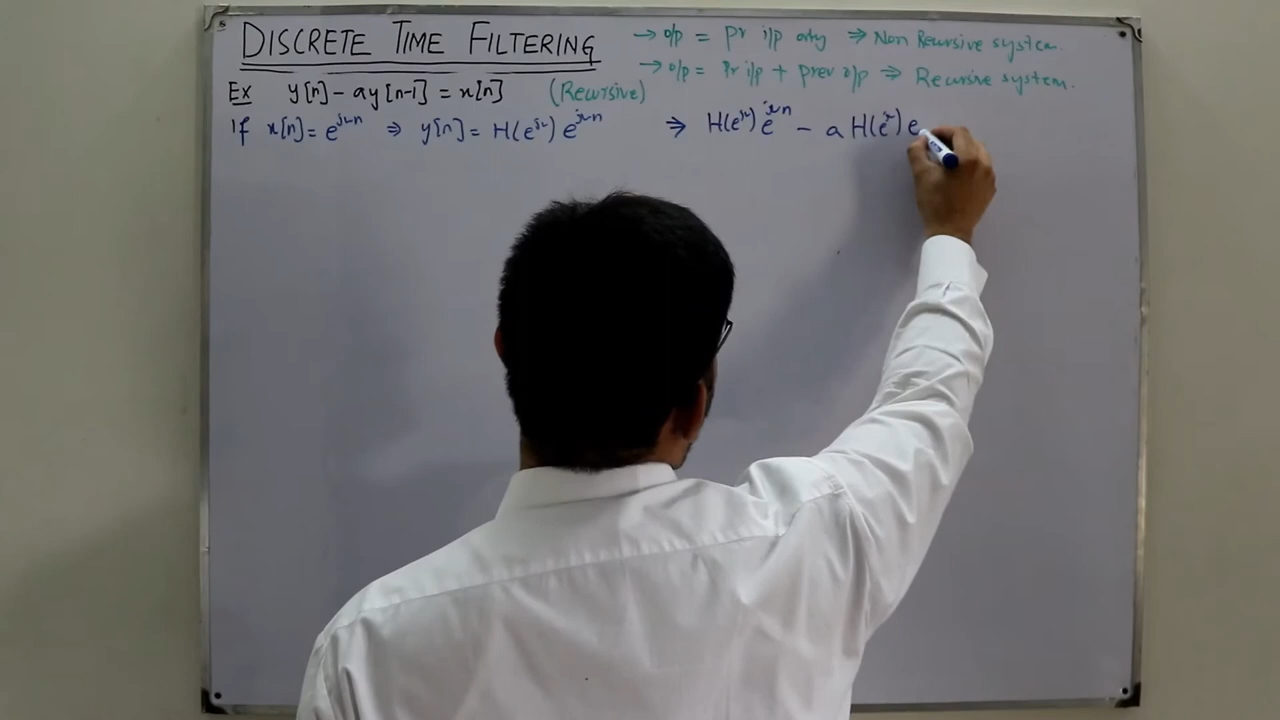 DISCRETE TIME FILTERING
→ o/p = Pr i/p only ⇒ Non Recursive system.
→ o/p = Pr i/p + prev o/p ⇒ Recursive system.
Ex y[n] - ay[n-1] = x[n] (Recursive)
If x[n] = e^jωn ⇒ y[n] = H(e^jω) e^jωn ⇒ H(e^jω) e^jωn - a H(e^jω) e